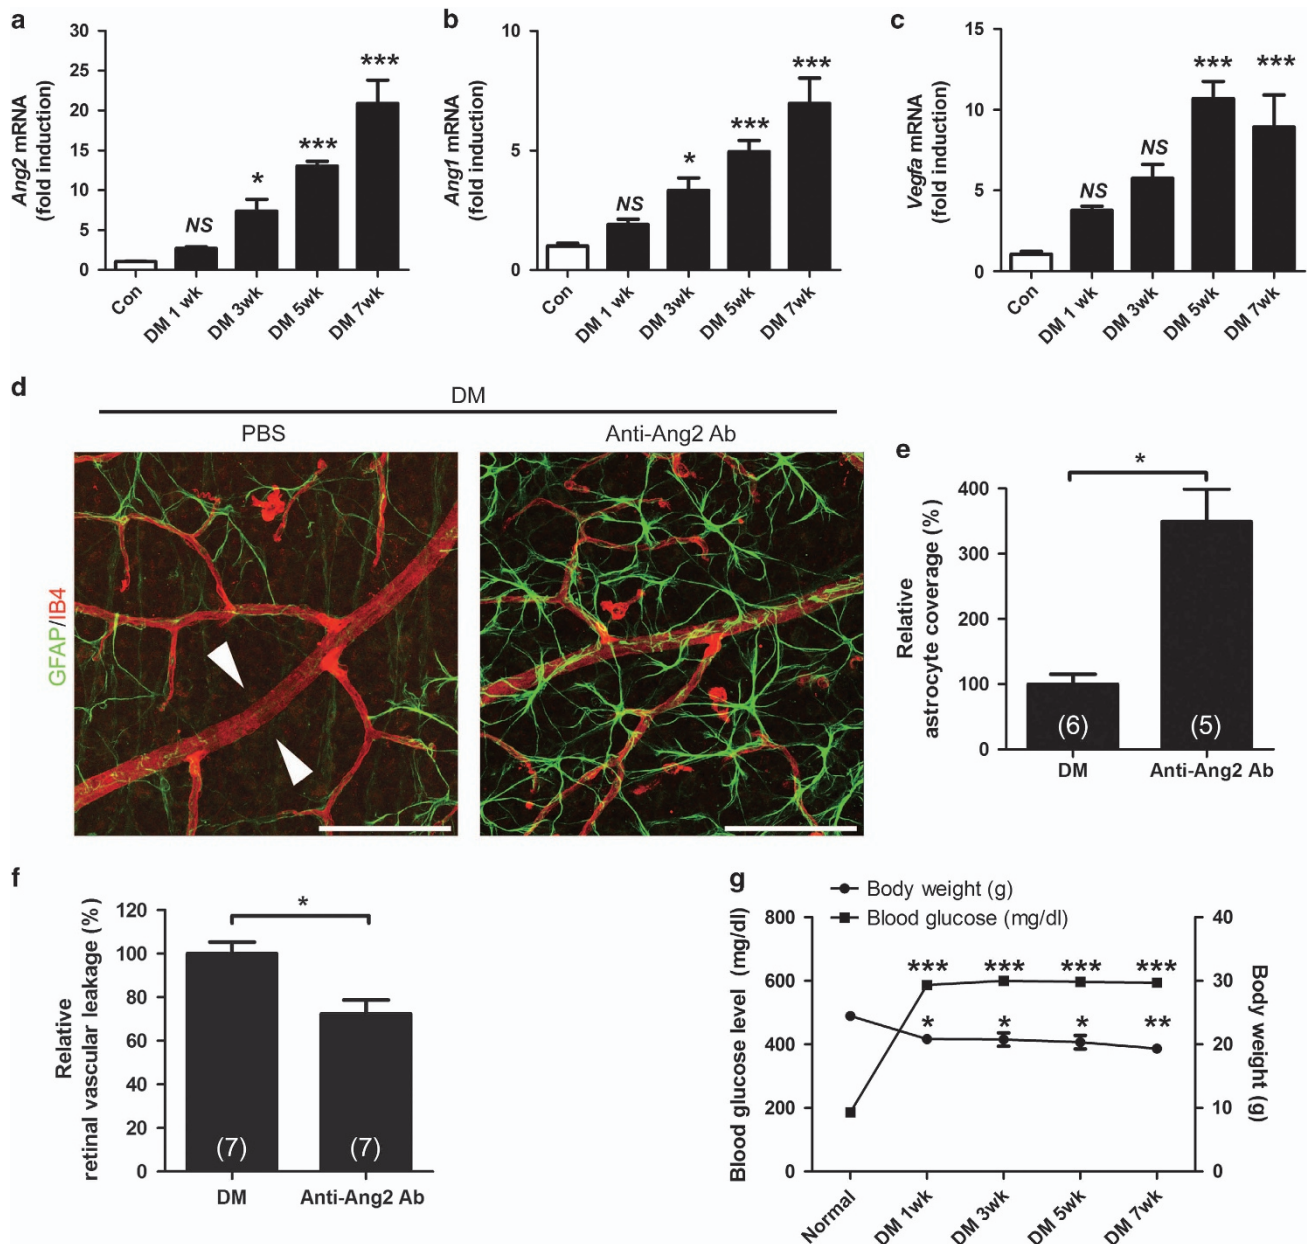 a
Ang2 mRNA
(fold induction)
30
25
20
15
10
5
0
NS
*
***
***
Con
DM 1 wk
DM 3wk
DM 5wk
DM 7wk
b
Ang1 mRNA
(fold induction)
10
5
0
NS
*
***
***
Con
DM 1 wk
DM 3wk
DM 5wk
DM 7wk
c
Vegfa mRNA
(fold induction)
15
10
5
0
NS
NS
***
***
Con
DM 1 wk
DM 3wk
DM 5wk
DM 7wk
d
DM
PBS
Anti-Ang2 Ab
GFAP/IB4
e
Relative
astrocyte coverage (%)
400
300
200
100
0
*
(6)
(5)
DM
Anti-Ang2 Ab
f
Relative
retinal vascular leakage (%)
120
100
80
60
40
20
0
*
(7)
(7)
DM
Anti-Ang2 Ab
g
Body weight (g)
Blood glucose (mg/dl)
Blood glucose level (mg/dl)
800
600
400
200
0
*** *** *** ***
* * * **
40
30
20
10
0
Body weight (g)
Normal
DM 1wk
DM 3wk
DM 5wk
DM 7wk